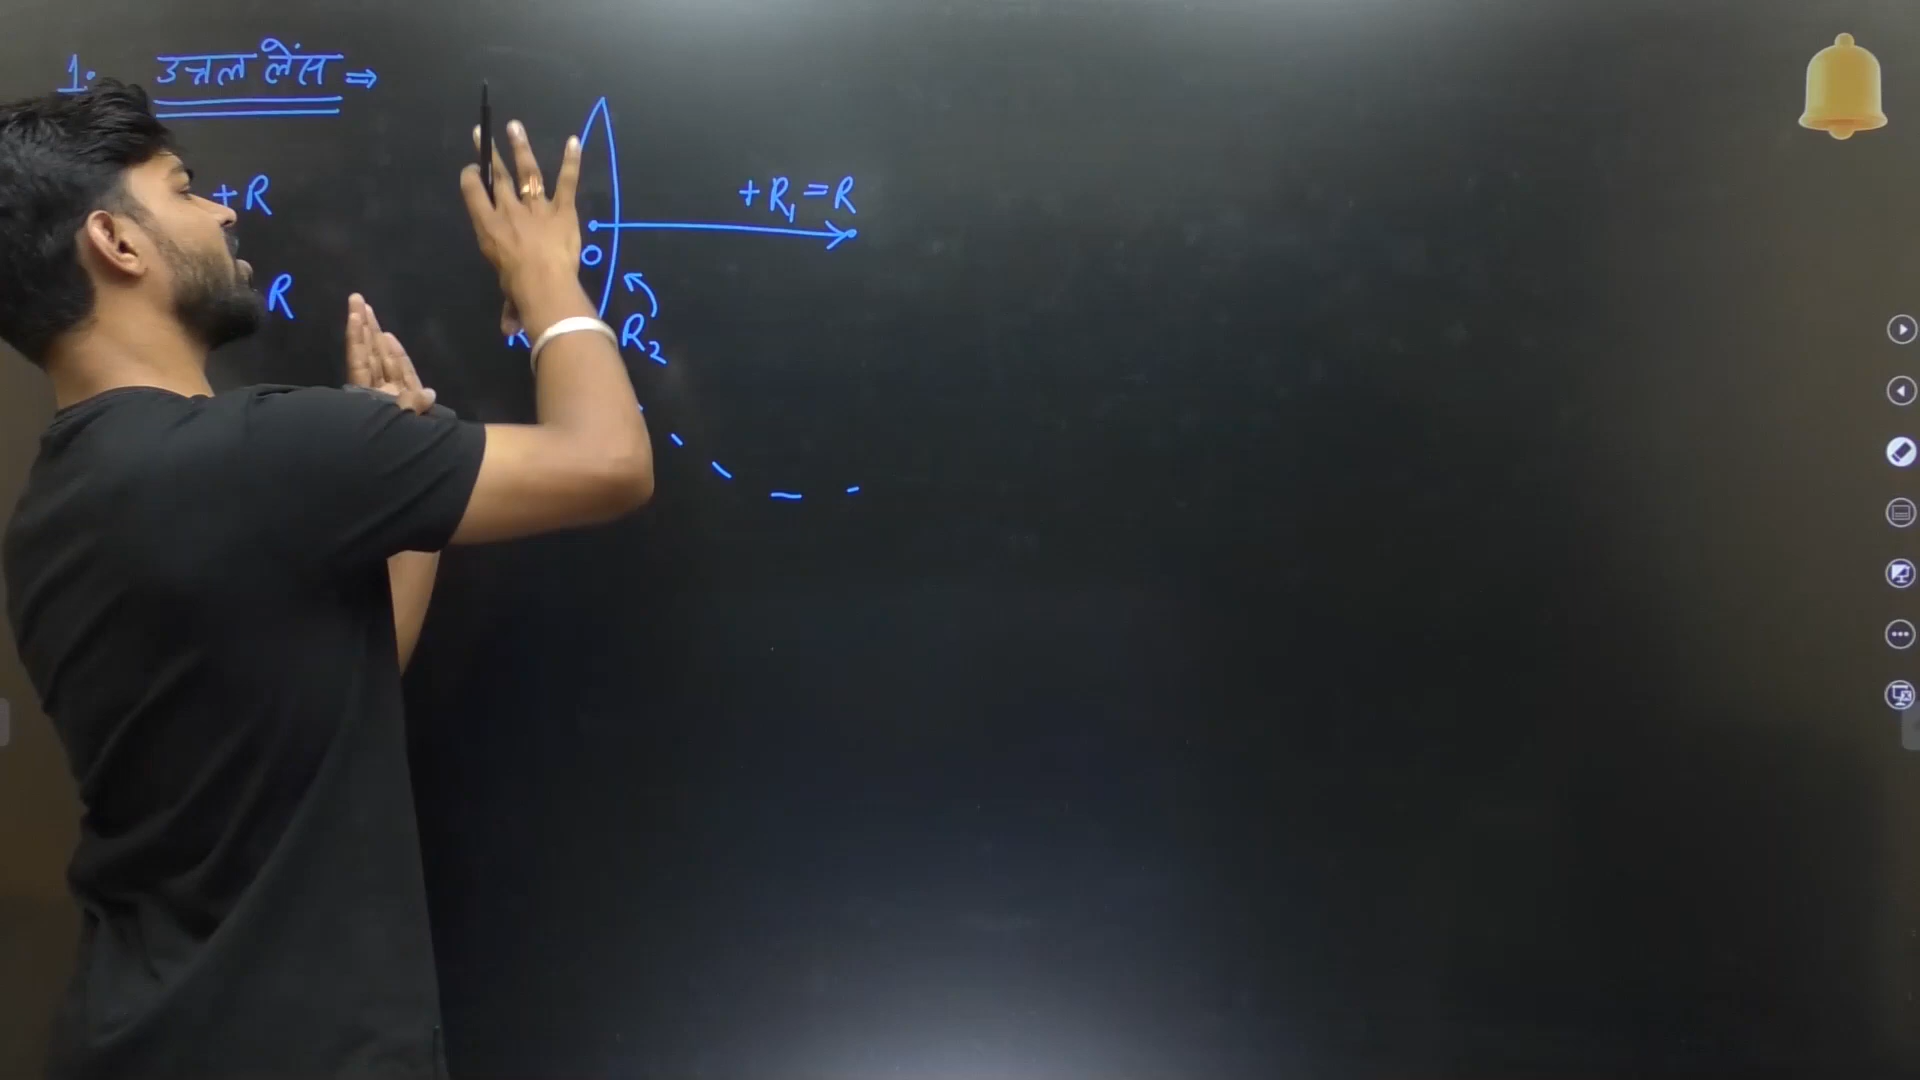 1. उत्तल लेंस ⇒
+R
+R₁ = R
O
R
R₂